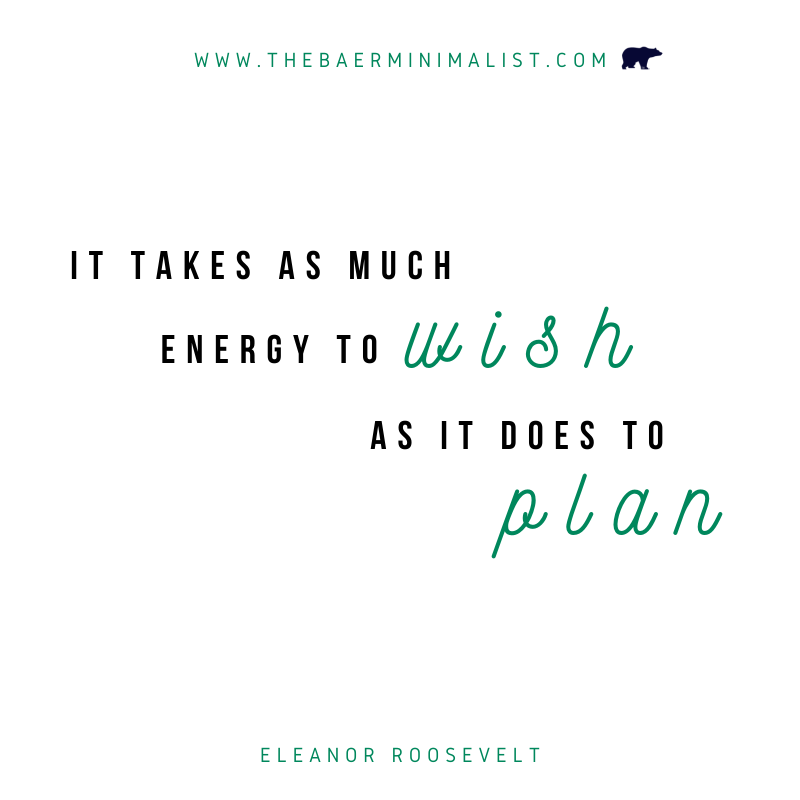 WWW.THEBAERMINIMALIST.COM
IT TAKES AS MUCH
ENERGY TO wish
AS IT DOES TO
plan
ELEANOR ROOSEVELT